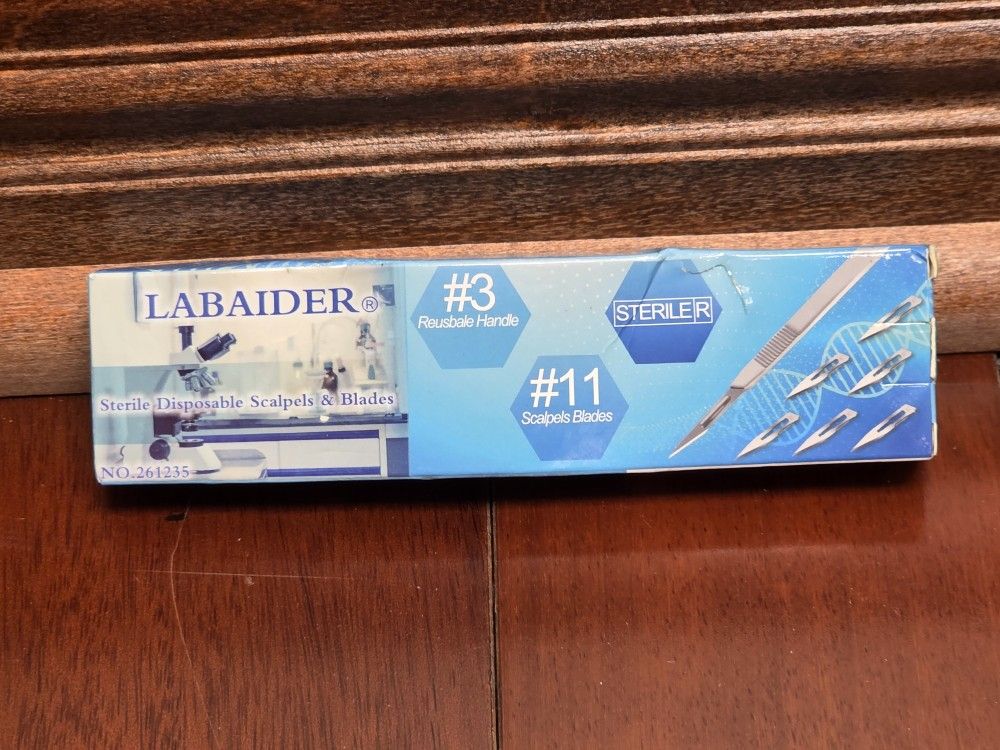 LABAIDER®
Sterile Disposable Scalpels & Blades
NO.261235
#3
Reusbale Handle
#11
Scalpels Blades
STERILE R